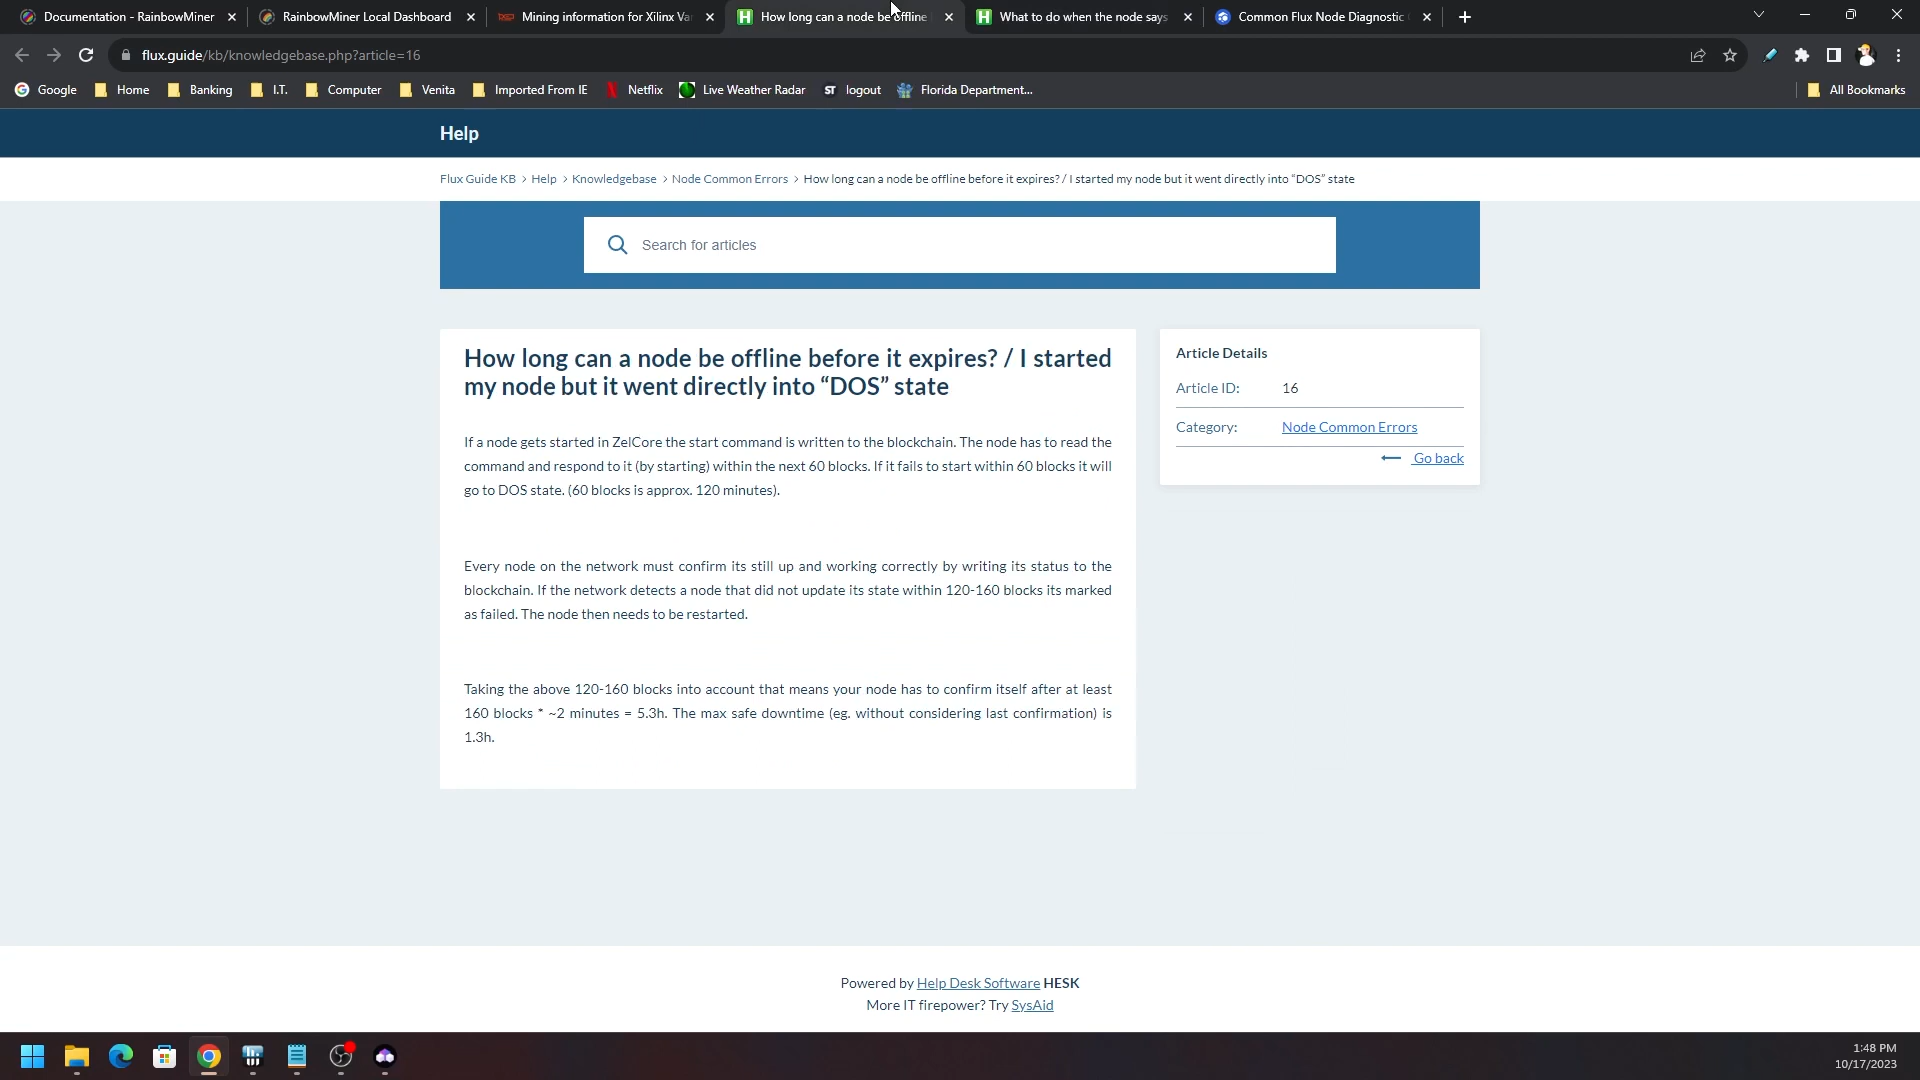 Documentation - RainbowMiner
RainbowMiner Local Dashboard
Mining information for Xilinx Var
How long can a node be offline
What to do when the node says
Common Flux Node Diagnostic
flux.guide/kb/knowledgebase.php?article=16
Google
Home
Banking
I.T.
Computer
Venita
Imported From IE
Netflix
Live Weather Radar
ST logout
Florida Department...
All Bookmarks
Help
Flux Guide KB > Help > Knowledgebase > Node Common Errors > How long can a node be offline before it expires? / I started my node but it went directly into “DOS” state
Search for articles
How long can a node be offline before it expires? / I started
my node but it went directly into “DOS” state
If a node gets started in ZelCore the start command is written to the blockchain. The node has to read the
command and respond to it (by starting) within the next 60 blocks. If it fails to start within 60 blocks it will
go to DOS state. (60 blocks is approx. 120 minutes).
Every node on the network must confirm its still up and working correctly by writing its status to the
blockchain. If the network detects a node that did not update its state within 120-160 blocks its marked
as failed. The node then needs to be restarted.
Taking the above 120-160 blocks into account that means your node has to confirm itself after at least
160 blocks * ~2 minutes = 5.3h. The max safe downtime (eg. without considering last confirmation) is
1.3h.
Article Details
Article ID: 16
Category: Node Common Errors
Go back
Powered by Help Desk Software HESK
More IT firepower? Try SysAid
1:48 PM
10/17/2023